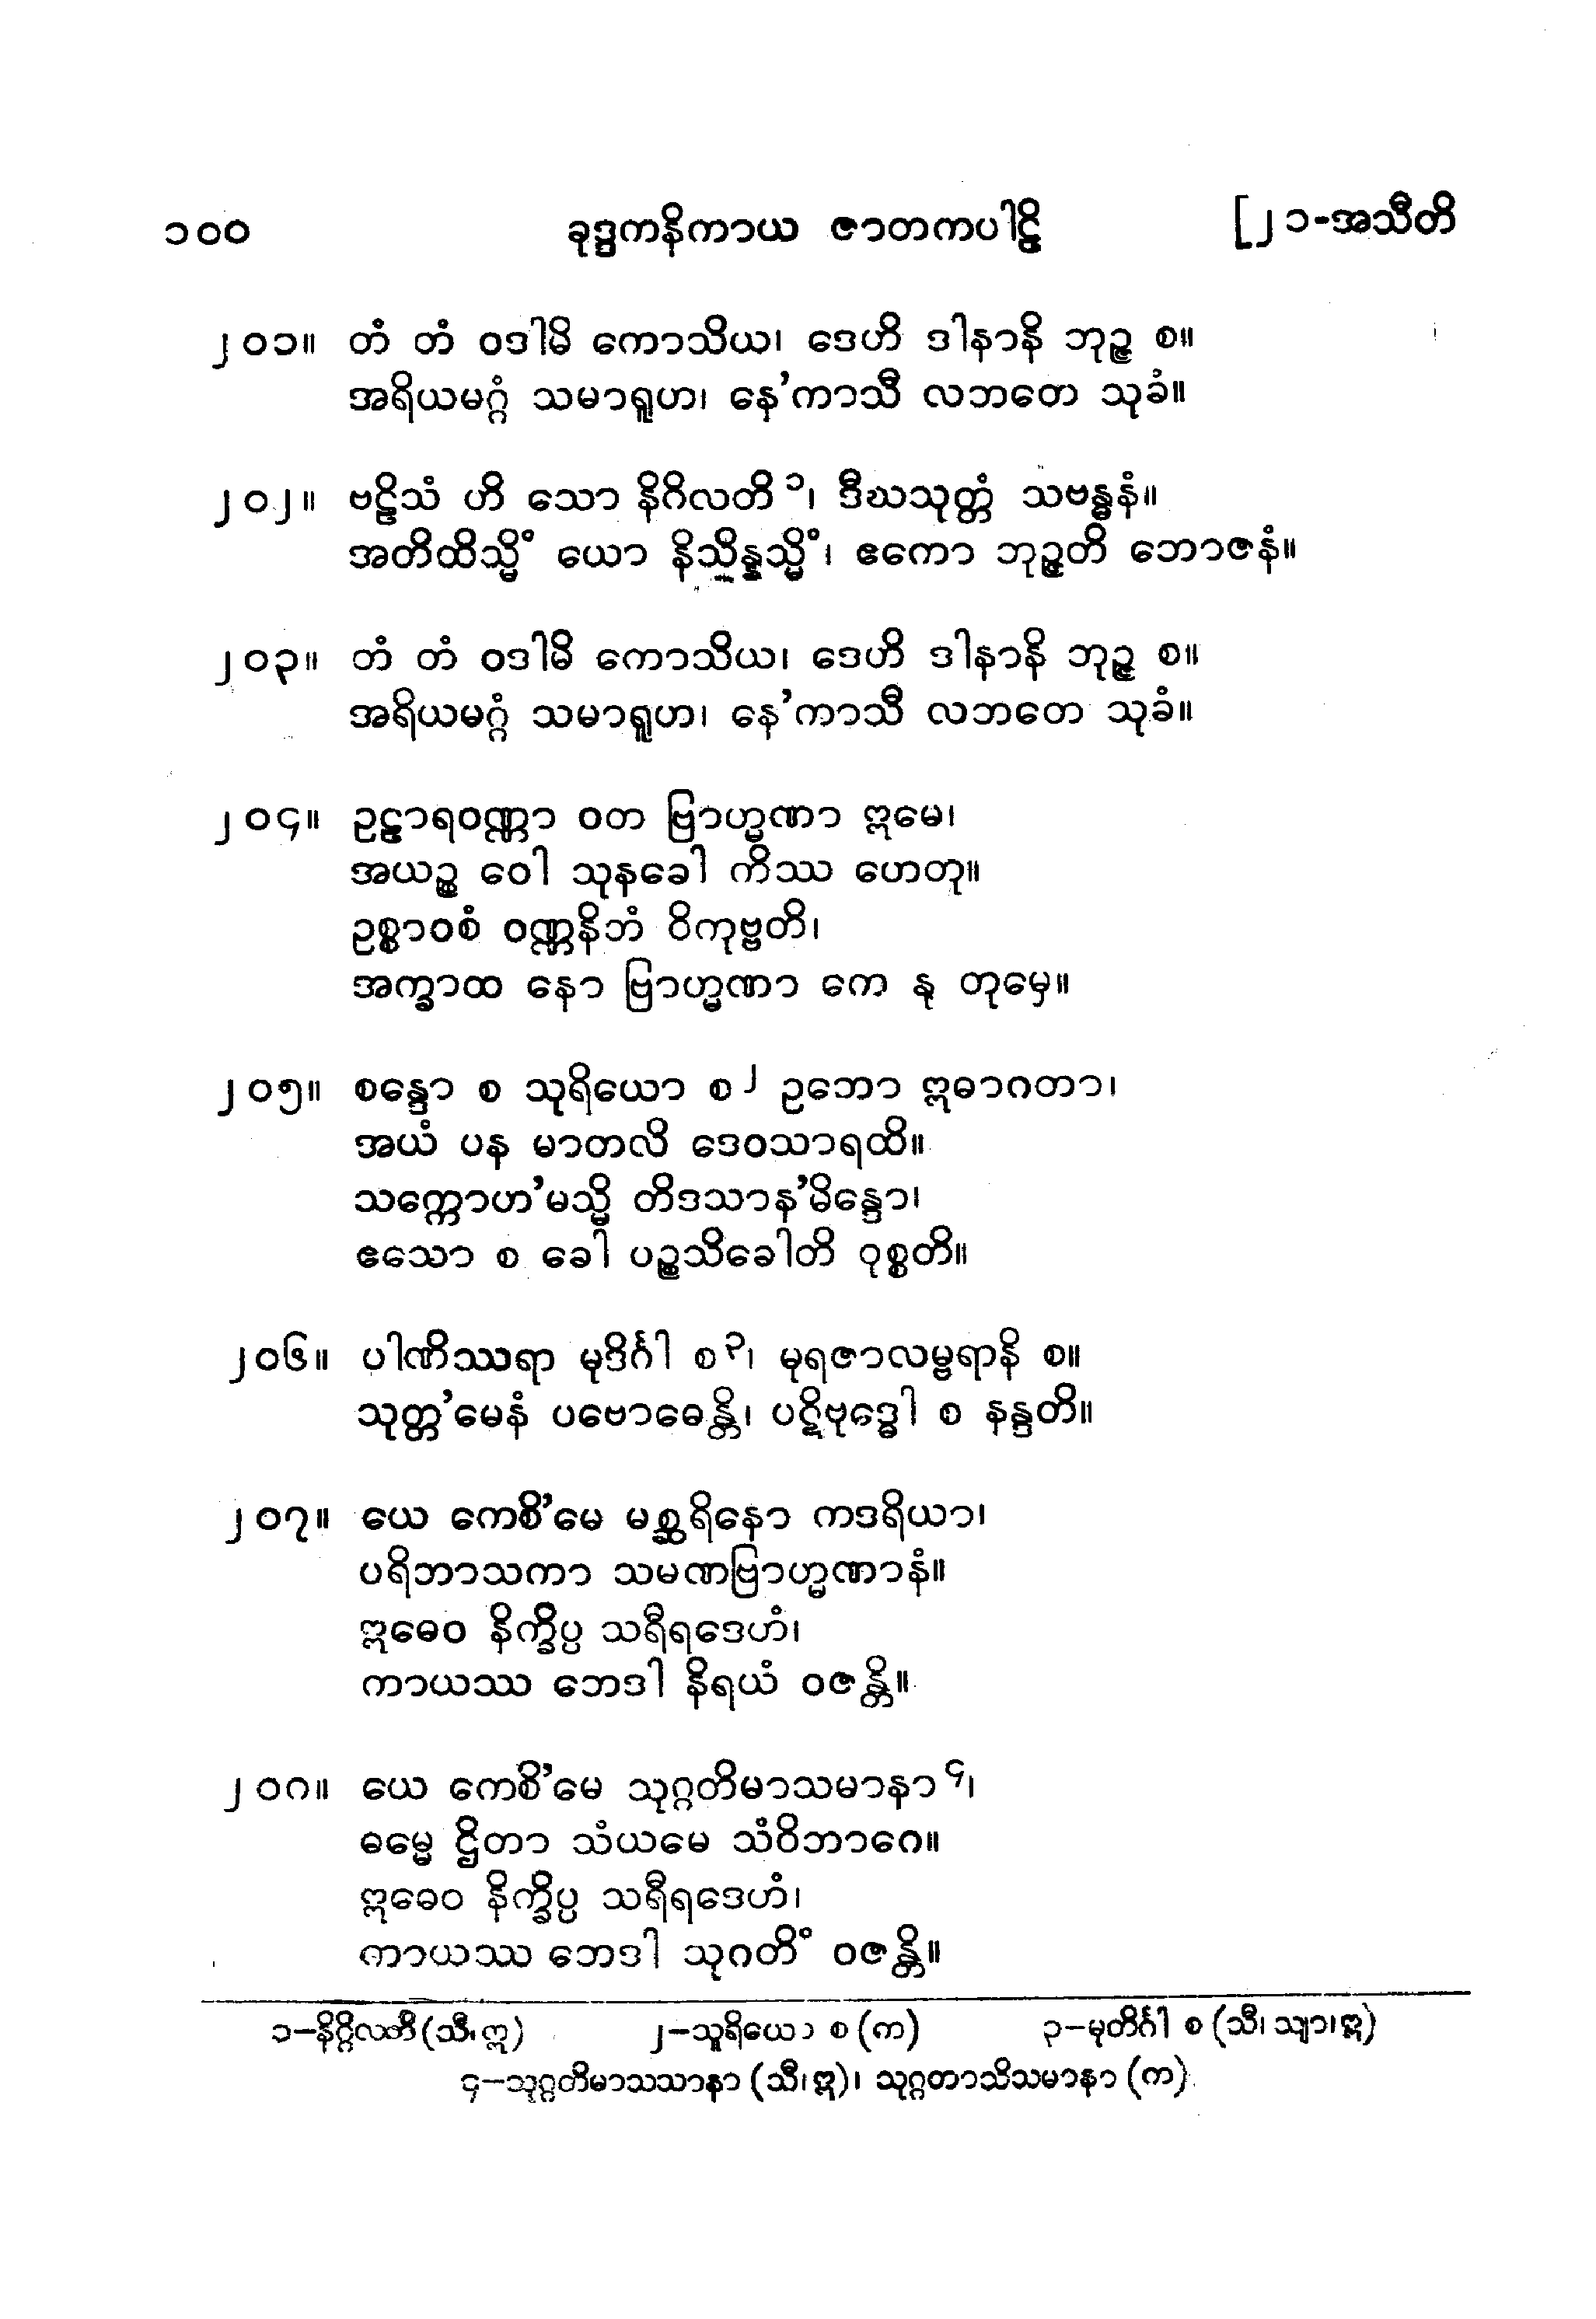 ၁၀၀ ခုဒ္ဒကနိကာယ ဇာတကပါဠိ [၂၁-အသီတိ
၂၀၁။ တံ တံ ဝဒါမိ ကောသိယ၊ ဒေဟိ ဒါနာနိ ဘုဉ္ဇ စ။
အရိယမဂ္ဂံ သမာရူဟ၊ နေ'ကာသီ လဘတေ သုခံ။
၂၀၂။ ဗဠိသံ ဟိ သော နိဂိလတိ ၁၊ ဒီဃသုတ္တံ သဗန္ဓနံ။
အတိထိသ္မိံ ယော နိသိန္နသ္မိံ၊ ဧကော ဘုဉ္ဇတိ ဘောဇနံ။
၂၀၃။ တံ တံ ဝဒါမိ ကောသိယ၊ ဒေဟိ ဒါနာနိ ဘုဉ္ဇ စ။
အရိယမဂ္ဂံ သမာရူဟ၊ နေ'ကာသီ လဘတေ သုခံ။
၂၀၄။ ဥဠာရဝဏ္ဏာ ဝတ ဗြာဟ္မဏာ ဣမေ၊
အယဉ္စ ဝေါ သုနခေါ ကိဿ ဟေတု။
ဥစ္စာဝစံ ဝဏ္ဏနိဘံ ဝိကုဗ္ဗတိ၊
အက္ခာထ နော ဗြာဟ္မဏာ ကေ နု တုမှေ။
၂၀၅။ စန္ဒော စ သုရိယော စ ၂ ဥဘော ဣဓာဂတာ၊
အယံ ပန မာတလိ ဒေဝသာရထိ။
သက္ကောဟ'မသ္မိ တိဒသာန'မိန္ဒော၊
ဧသော စ ခေါ ပဉ္စသိခေါတိ ဝုစ္စတိ။
၂၀၆။ ပါဏိဿရာ မုဒိင်္ဂါ စ ၃၊ မုရဇာလမ္ဗရာနိ စ။
သုတ္တ'မေနံ ပဗောဓေန္တိ၊ ပဋိဗုဒ္ဓေါ စ နန္ဒတိ။
၂၀၇။ ယေ ကေစိ'မေ မစ္ဆရိနော ကဒရိယာ၊
ပရိဘာသကာ သမဏဗြာဟ္မဏာနံ။
ဣဓေဝ နိက္ခိပ္ပ သရီရဒေဟံ၊
ကာယဿ ဘေဒါ နိရယံ ဝဇန္တိ။
၂၀၈။ ယေ ကေစိ'မေ သုဂ္ဂတိမာသမာနာ ၄၊
ဓမ္မေ ဌိတာ သံယမေ သံဝိဘာဂေ။
ဣဓေဝ နိက္ခိပ္ပ သရီရဒေဟံ၊
ကာယဿ ဘေဒါ သုဂတိံ ဝဇန္တိ။
၁–နိဂ္ဂိလတိ (သီ၊ ဣ) ၂–သူရိယော စ (က) ၃–မုတိင်္ဂါ စ (သီ၊ သျာ၊ ဣ)
၄–သုဂ္ဂတိမာသသာနာ (သီ၊ ဣ)၊ သုဂ္ဂတာသိသမာနာ (က)